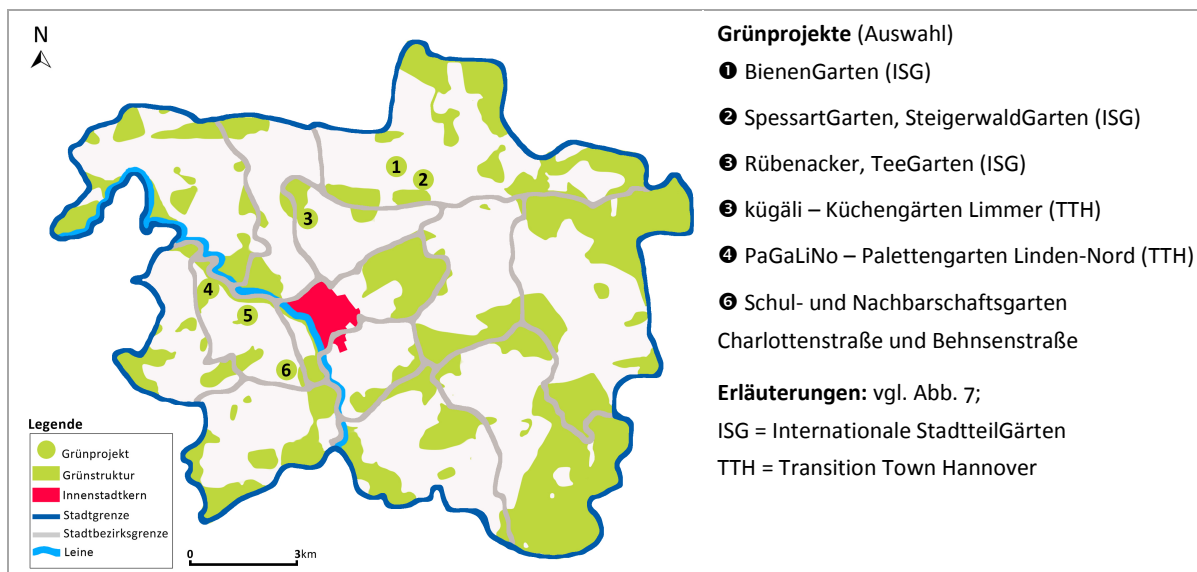 N
1
2
3
4
5
6
Legende
Grünprojekt
Grünstruktur
Innenstadtkern
Stadtgrenze
Stadtbezirksgrenze
Leine
0 3km
Grünprojekte (Auswahl)
❶ BienenGarten (ISG)
❷ SpessartGarten, SteigerwaldGarten (ISG)
❸ Rübenacker, TeeGarten (ISG)
❸ kügäli – Küchengärten Limmer (TTH)
❹ PaGaLiNo – Palettengarten Linden-Nord (TTH)
❻ Schul- und Nachbarschaftsgarten
Charlottenstraße und Behnsenstraße
Erläuterungen: vgl. Abb. 7;
ISG = Internationale StadtteilGärten
TTH = Transition Town Hannover